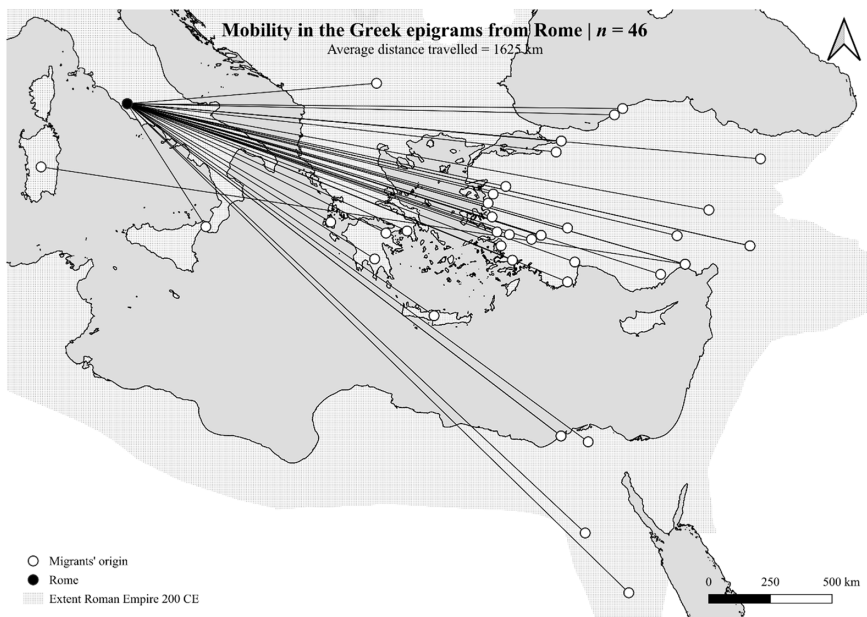 Mobility in the Greek epigrams from Rome | n = 46
Average distance travelled = 1625 km
Migrants' origin
Rome
Extent Roman Empire 200 CE
0 250 500 km